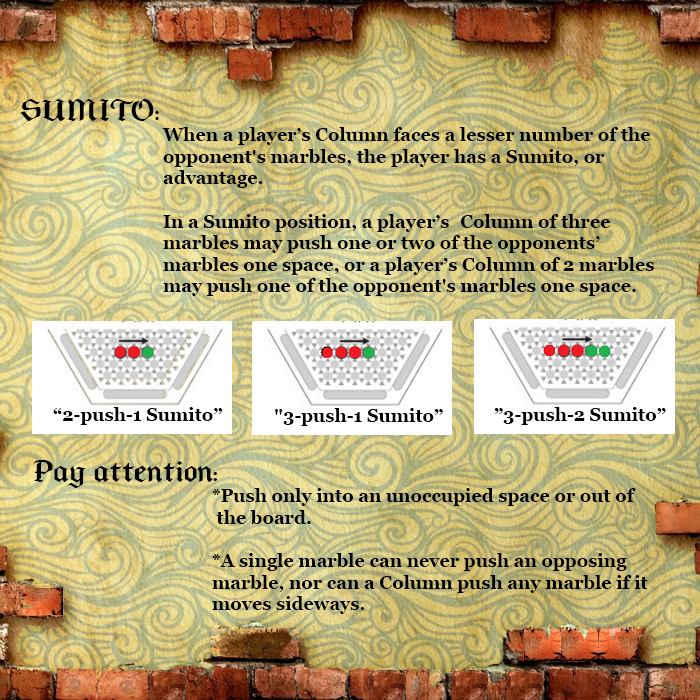 SUMITO:
When a player’s Column faces a lesser number of the
opponent's marbles, the player has a Sumito, or
advantage.
In a Sumito position, a player’s  Column of three
marbles may push one or two of the opponents’
marbles one space, or a player’s Column of 2 marbles
may push one of the opponent's marbles one space.
“2-push-1 Sumito”
"3-push-1 Sumito”
”3-push-2 Sumito”
Pay attention:
*Push only into an unoccupied space or out of
the board.
*A single marble can never push an opposing
marble, nor can a Column push any marble if it
moves sideways.